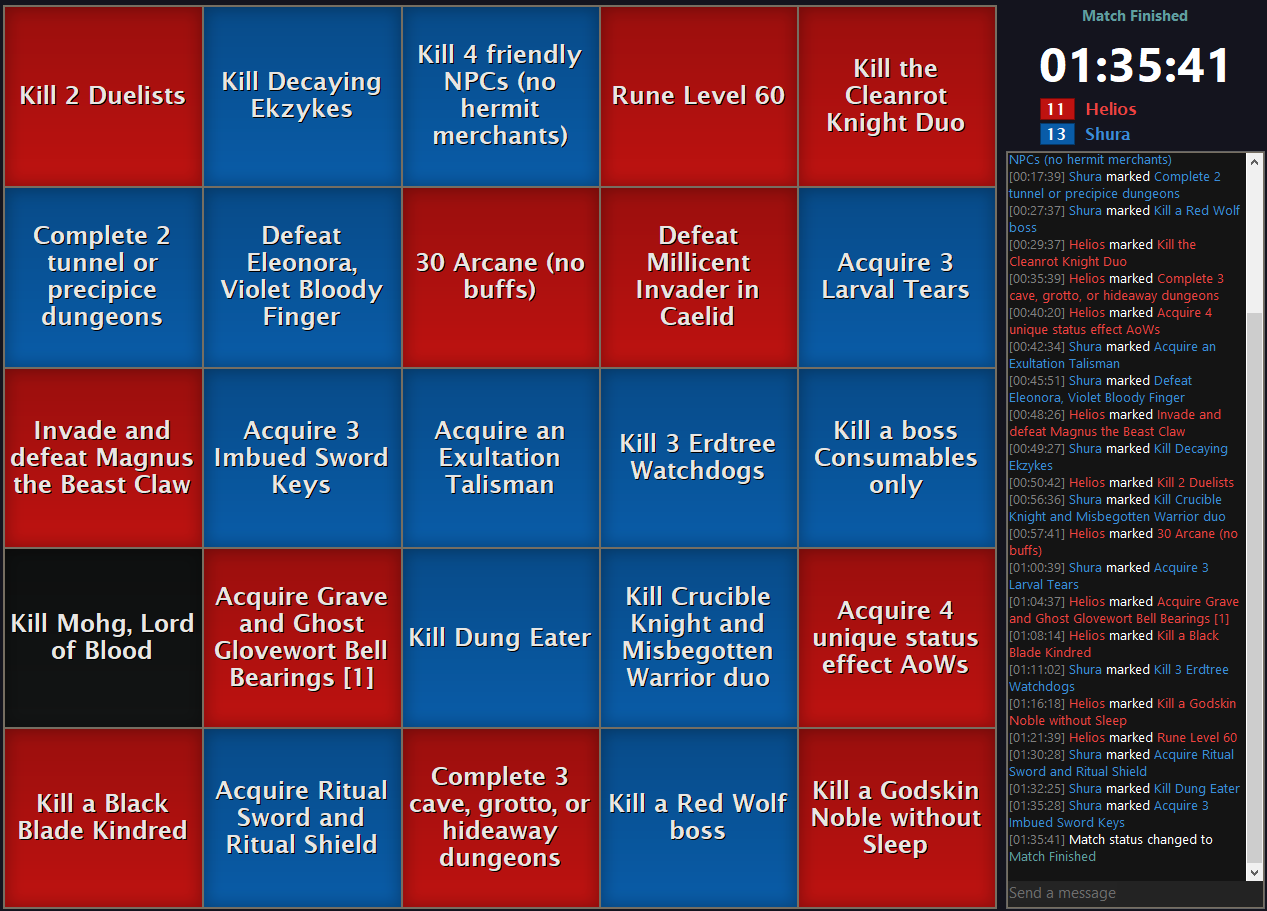 Kill 2 Duelists
Kill Decaying
Ekzykes
Kill 4 friendly
NPCs (no
hermit
merchants)
Rune Level 60
Kill the
Cleanrot
Knight Duo
Complete 2
tunnel or
precipice
dungeons
Defeat
Eleonora,
Violet Bloody
Finger
30 Arcane (no
buffs)
Defeat
Millicent
Invader in
Caelid
Acquire 3
Larval Tears
Invade and
defeat Magnus
the Beast Claw
Acquire 3
Imbued Sword
Keys
Acquire an
Exultation
Talisman
Kill 3 Erdtree
Watchdogs
Kill a boss
Consumables
only
Kill Mohg, Lord
of Blood
Acquire Grave
and Ghost
Glovewort Bell
Bearings [1]
Kill Dung Eater
Kill Crucible
Knight and
Misbegotten
Warrior duo
Acquire 4
unique status
effect AoWs
Kill a Black
Blade Kindred
Acquire Ritual
Sword and
Ritual Shield
Complete 3
cave, grotto, or
hideaway
dungeons
Kill a Red Wolf
boss
Kill a Godskin
Noble without
Sleep
Match Finished
01:35:41
11 Helios
13 Shura
NPCs (no hermit merchants)
[00:17:39] Shura marked Complete 2
tunnel or precipice dungeons
[00:27:37] Shura marked Kill a Red Wolf
boss
[00:29:37] Helios marked Kill the
Cleanrot Knight Duo
[00:35:39] Helios marked Complete 3
cave, grotto, or hideaway dungeons
[00:40:20] Helios marked Acquire 4
unique status effect AoWs
[00:42:34] Shura marked Acquire an
Exultation Talisman
[00:45:51] Shura marked Defeat
Eleonora, Violet Bloody Finger
[00:48:26] Helios marked Invade and
defeat Magnus the Beast Claw
[00:49:27] Shura marked Kill Decaying
Ekzykes
[00:50:42] Helios marked Kill 2 Duelists
[00:56:36] Shura marked Kill Crucible
Knight and Misbegotten Warrior duo
[00:57:41] Helios marked 30 Arcane (no
buffs)
[01:00:39] Shura marked Acquire 3
Larval Tears
[01:04:37] Helios marked Acquire Grave
and Ghost Glovewort Bell Bearings [1]
[01:08:14] Helios marked Kill a Black
Blade Kindred
[01:11:02] Shura marked Kill 3 Erdtree
Watchdogs
[01:16:18] Helios marked Kill a Godskin
Noble without Sleep
[01:21:39] Helios marked Rune Level 60
[01:30:28] Shura marked Acquire Ritual
Sword and Ritual Shield
[01:32:25] Shura marked Kill Dung Eater
[01:35:28] Shura marked Acquire 3
Imbued Sword Keys
[01:35:41] Match status changed to
Match Finished
Send a message